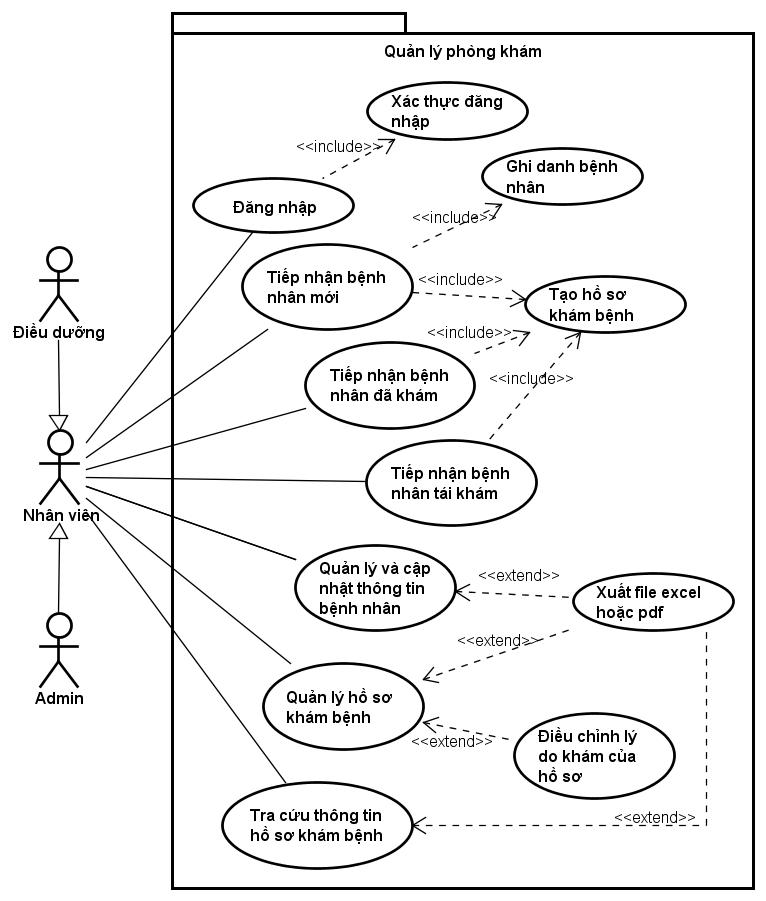 Quản lý phòng khám
Xác thực đăng
nhập
<<include>>
Ghi danh bệnh
nhân
Đăng nhập
<<include>>
Tiếp nhận bệnh
nhân mới
<<include>>
Tạo hồ sơ
khám bệnh
Điều dưỡng
<<include>>
Tiếp nhận bệnh
nhân đã khám
<<include>>
Tiếp nhận bệnh
nhân tái khám
Nhân viên
Quản lý và cập
nhật thông tin
bệnh nhân
<<extend>>
Xuất file excel
hoặc pdf
<<extend>>
Admin
Quản lý hồ sơ
khám bệnh
<<extend>>
Điều chỉnh lý
do khám của
hồ sơ
Tra cứu thông tin
hồ sơ khám bệnh
<<extend>>